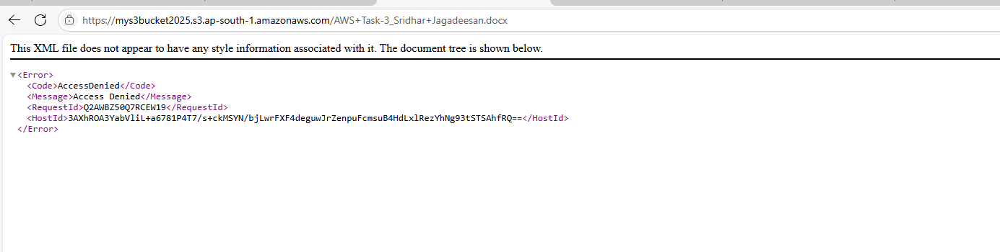 https://mys3bucket2025.s3.ap-south-1.amazonaws.com/AWS+Task-3_Sridhar+Jagadeesan.docx
This XML file does not appear to have any style information associated with it. The document tree is shown below.
▼<Error>
<Code>AccessDenied</Code>
<Message>Access Denied</Message>
<RequestId>Q2AWBZ50Q7RCEW19</RequestId>
<HostId>3AXhROA3YabVliL+a6781P4T7/s+ckMSYN/bjLwrFXF4deguwJrZenpuFcmsuB4HdLxlRezYhNg93tSTSAhfRQ==</HostId>
</Error>